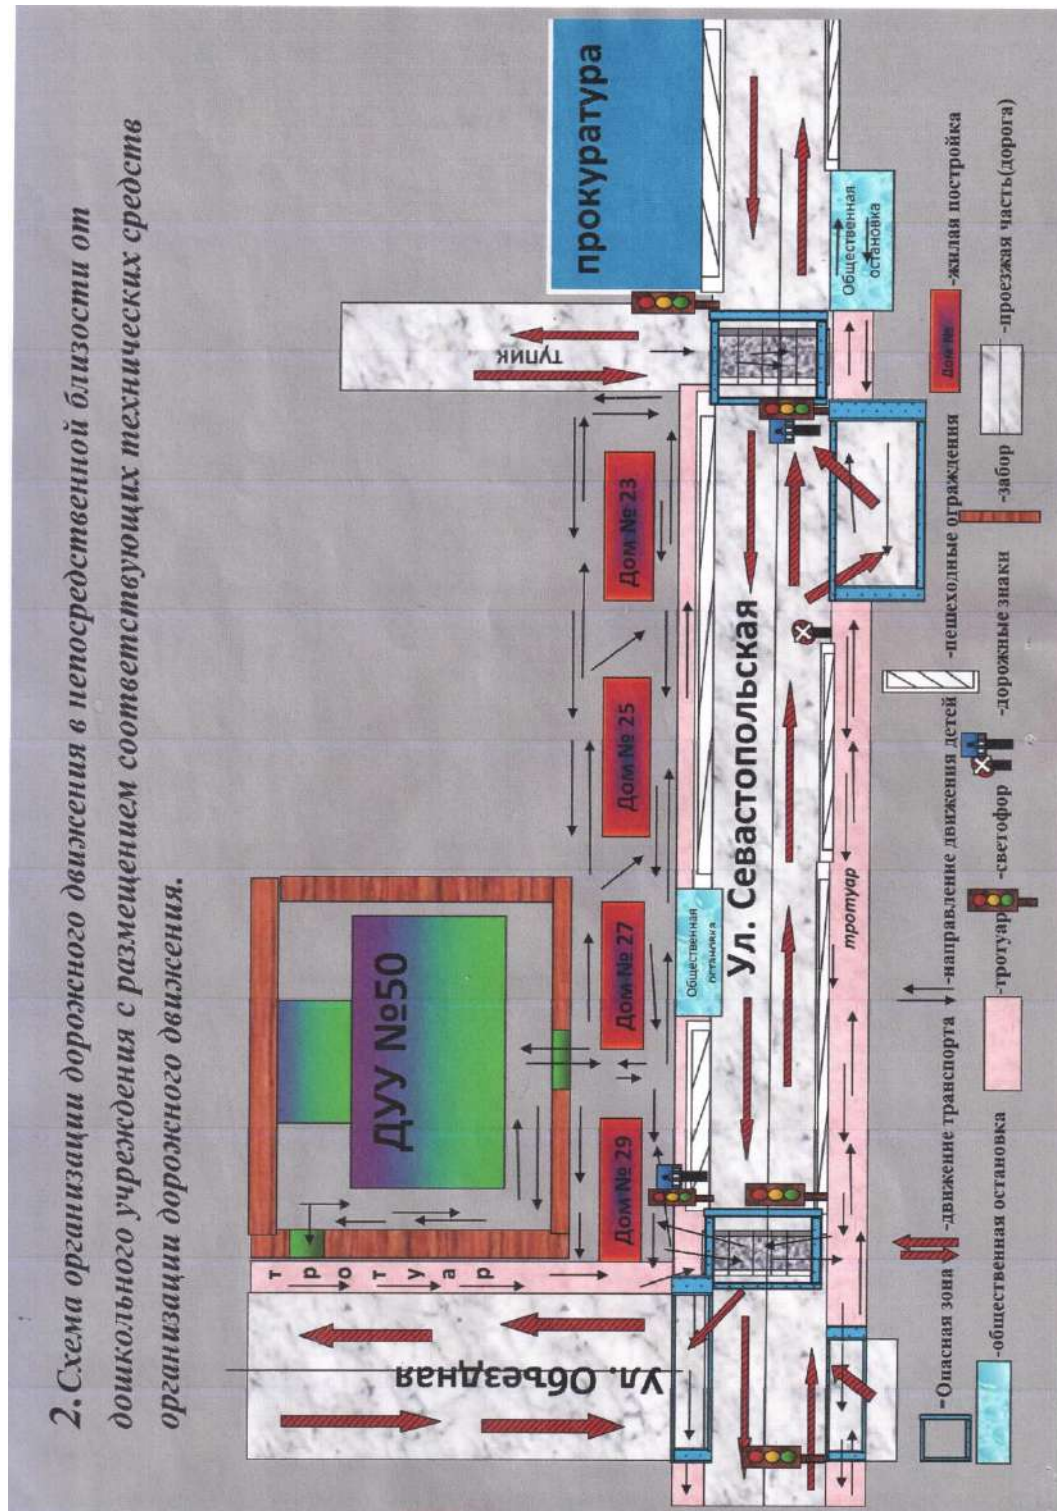 2. Схема организации дорожного движения в непосредственной близости от
дошкольного учреждения с размещением соответствующих технических средств
организации дорожного движения.
ДУУ №50
прокуратура
тупик
тротуар
Дом № 29
Дом № 27
Дом № 25
Дом № 23
Ул. Объездная
Общественная
остановка
Ул. Севастопольская
Общественная
остановка
тротуар
-Опасная зона
-движение транспорта
-направление движения детей
-пешеходные ограждения
Дом №
-жилая постройка
-общественная остановка
-тротуар
-светофор
-дорожные знаки
-забор
-проезжая часть(дорога)